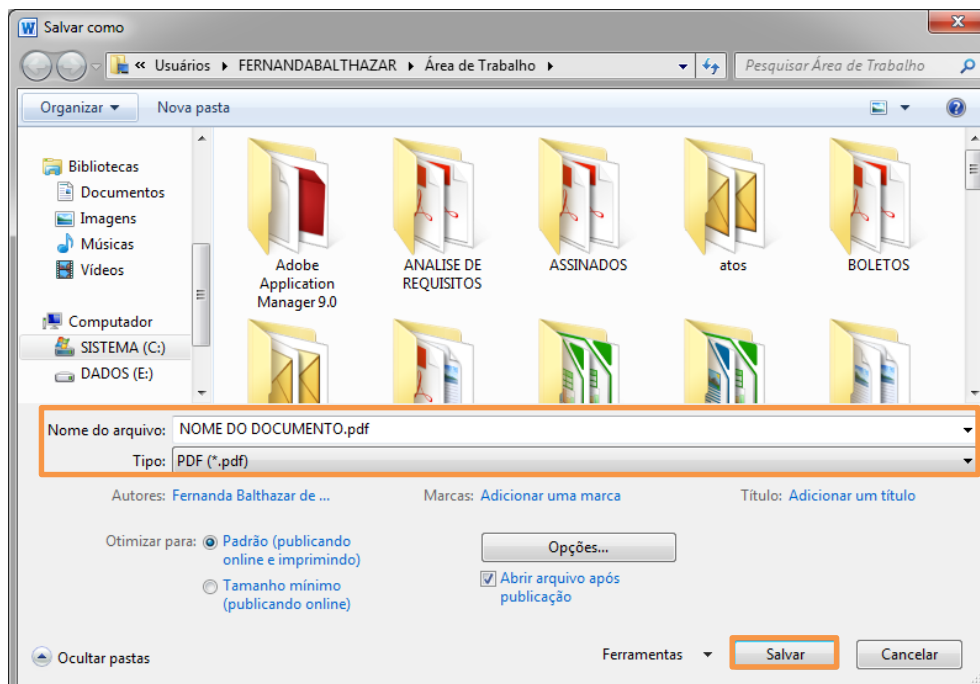 Salvar como
« Usuários ▸ FERNANDABALTHAZAR ▸ Área de Trabalho ▸
Pesquisar Área de Trabalho
Organizar
Nova pasta
Bibliotecas
Documentos
Imagens
Músicas
Vídeos
Computador
SISTEMA (C:)
DADOS (E:)
Adobe
Application
Manager 9.0
ANALISE DE
REQUISITOS
ASSINADOS
atos
BOLETOS
Nome do arquivo: NOME DO DOCUMENTO.pdf
Tipo: PDF (*.pdf)
Autores: Fernanda Balthazar de ...
Marcas: Adicionar uma marca
Título: Adicionar um título
Otimizar para: Padrão (publicando
online e imprimindo)
Tamanho mínimo
(publicando online)
Opções...
Abrir arquivo após
publicação
Ocultar pastas
Ferramentas
Salvar
Cancelar